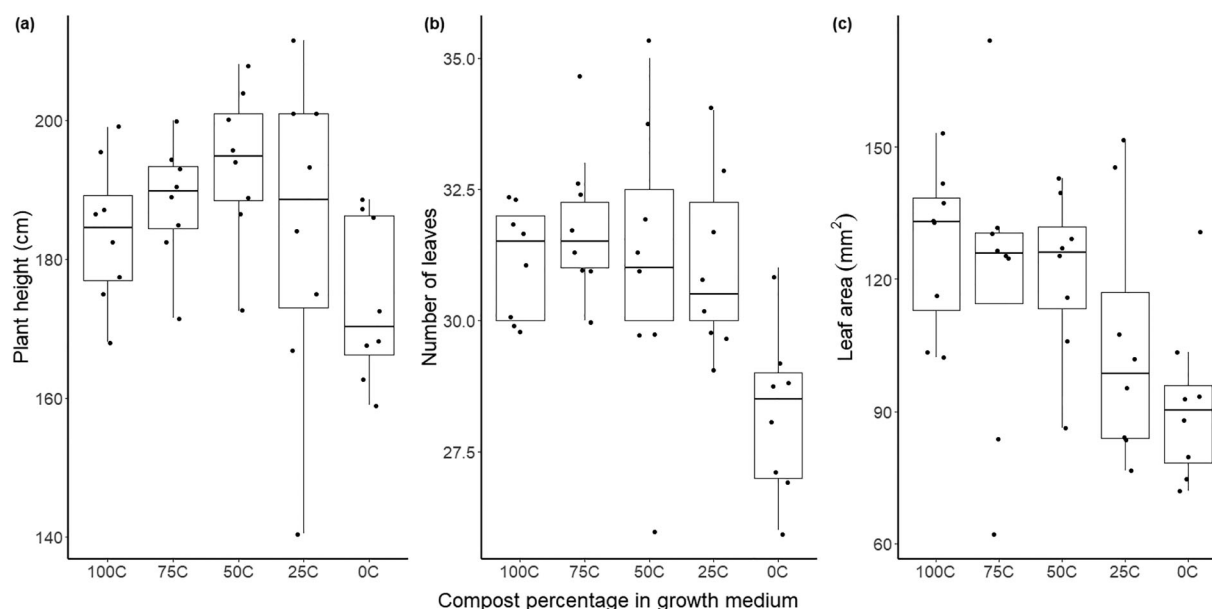 (a)
Plant height (cm)
200
180
160
140
100C 75C 50C 25C 0C
(b)
Number of leaves
35.0
32.5
30.0
27.5
100C 75C 50C 25C 0C
(c)
Leaf area (mm²)
150
120
90
60
100C 75C 50C 25C 0C
Compost percentage in growth medium